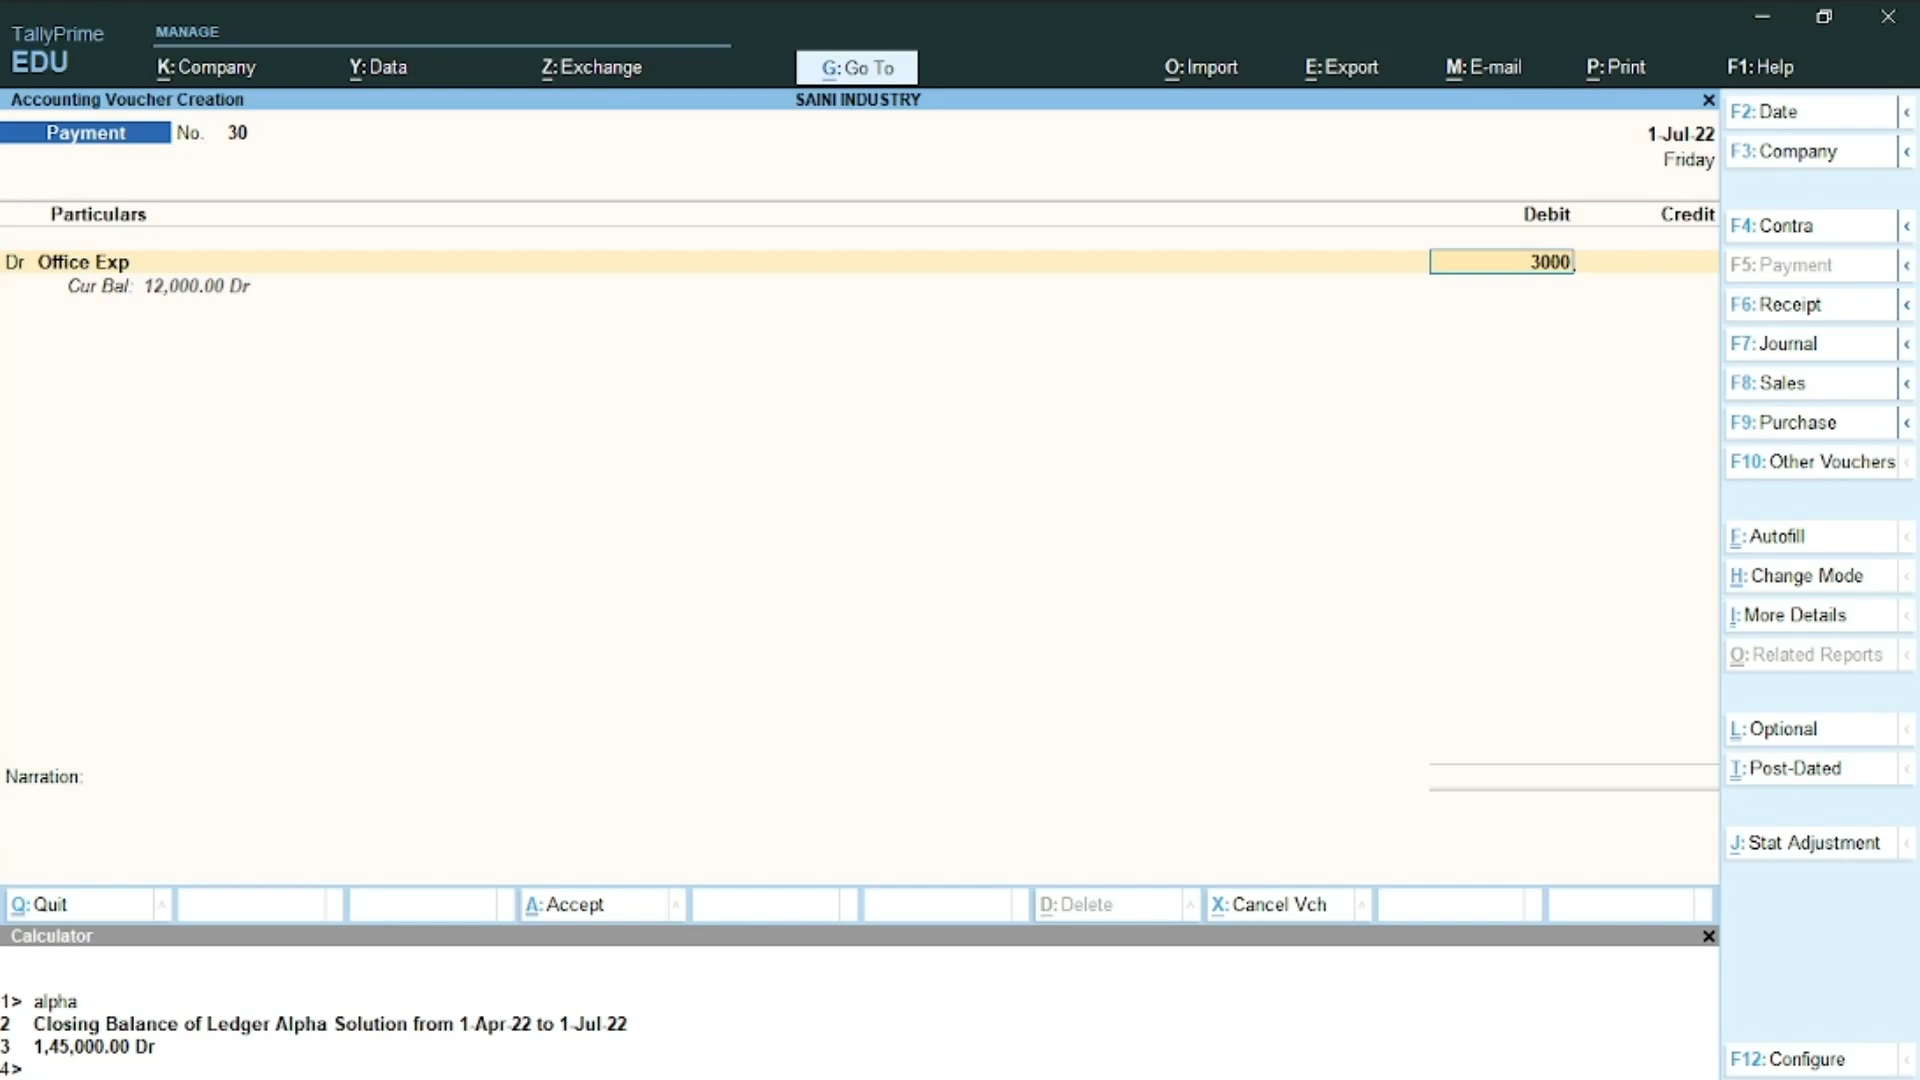 TallyPrime
EDU
MANAGE
K: Company
Y: Data
Z: Exchange
G: Go To
O: Import
E: Export
M: E-mail
P: Print
F1: Help
Accounting Voucher Creation
SAINI INDUSTRY
Payment No. 30
1-Jul-22
Friday
Particulars Debit Credit
Dr Office Exp 3000
Cur Bal: 12,000.00 Dr
Narration:
Q: Quit
A: Accept
D: Delete
X: Cancel Vch
Calculator
1> alpha
2 Closing Balance of Ledger Alpha Solution from 1-Apr-22 to 1-Jul-22
3 1,45,000.00 Dr
4>
F2: Date
F3: Company
F4: Contra
F5: Payment
F6: Receipt
F7: Journal
F8: Sales
F9: Purchase
F10: Other Vouchers
F: Autofill
H: Change Mode
I: More Details
O: Related Reports
L: Optional
T: Post-Dated
J: Stat Adjustment
F12: Configure